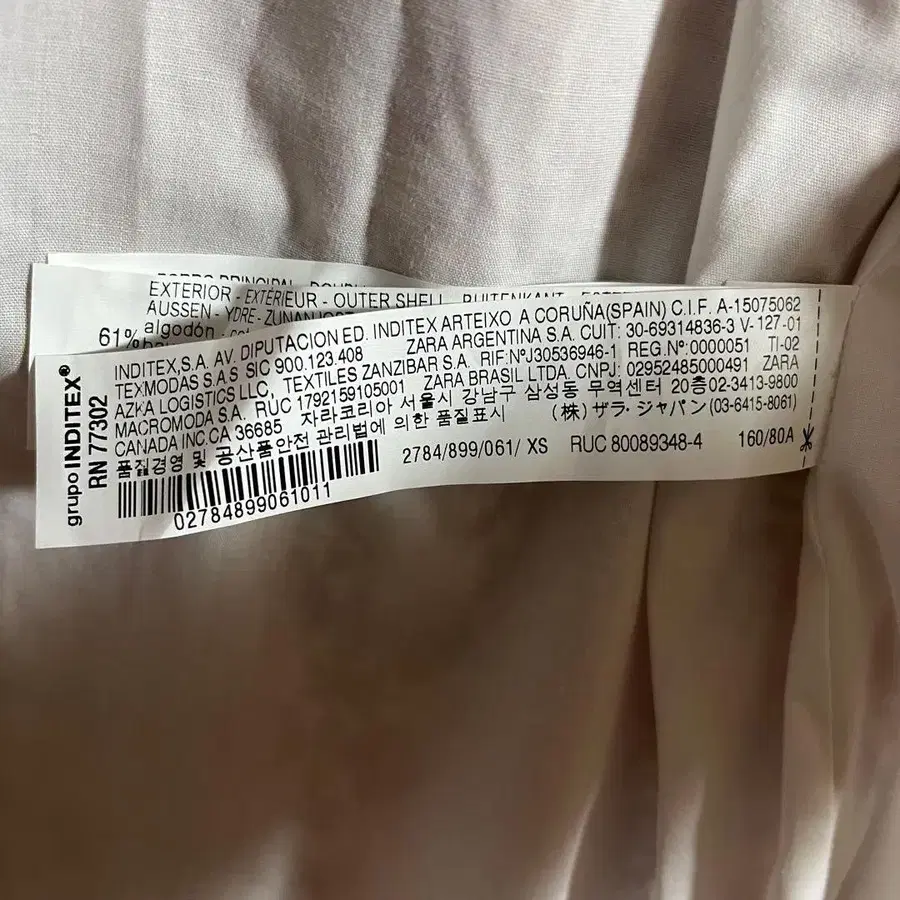 EXTERIOR - EXTÉRIEUR - OUTER SHELL - BUITENKANT -
AUSSEN - YDRE -
61% algodón -
grupo INDITEX®
RN 77302
INDITEX,S.A. AV. DIPUTACION ED. INDITEX ARTEIXO A CORUÑA(SPAIN) C.I.F. A-15075062
TEXMODAS S.A.S SIC 900.123.408 ZARA ARGENTINA S.A. CUIT: 30-69314836-3 V-127-01
AZKA LOGISTICS LLC, TEXTILES ZANZIBAR S.A. RIF:NºJ30536946-1 REG.Nº:0000051 TI-02
MACROMODA S.A. RUC 1792159105001 ZARA BRASIL LTDA. CNPJ: 02952485000491 ZARA
CANADA INC.CA 36685 자라코리아 서울시 강남구 삼성동 무역센터 20층02-3413-9800
품질경영 및 공산품안전 관리법에 의한 품질표시 (株) ザラ・ジャパン (03-6415-8061)
2784/899/061/ XS RUC 80089348-4 160/80A
02784899061011